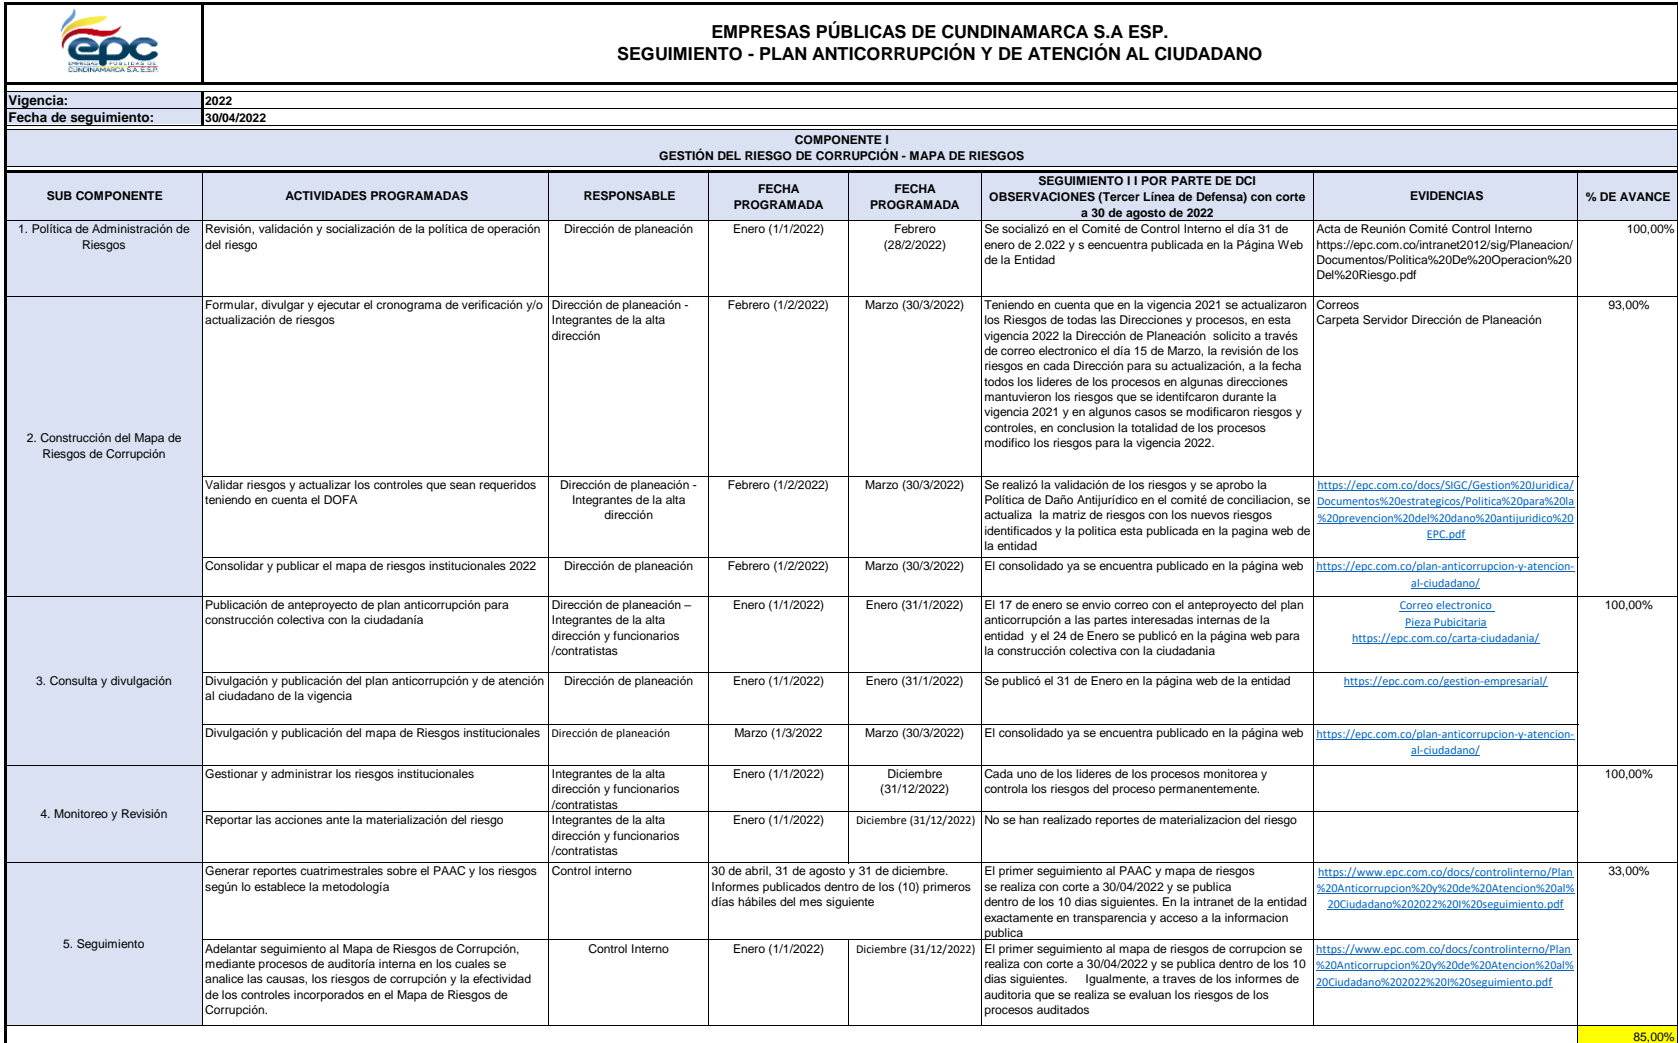 epc
EMPRESAS PÚBLICAS DE
CUNDINAMARCA S.A. E.S.P.
EMPRESAS PÚBLICAS DE CUNDINAMARCA S.A ESP.
SEGUIMIENTO - PLAN ANTICORRUPCIÓN Y DE ATENCIÓN AL CIUDADANO
Vigencia: 2022
Fecha de seguimiento: 30/04/2022
COMPONENTE I
GESTIÓN DEL RIESGO DE CORRUPCIÓN - MAPA DE RIESGOS
SUB COMPONENTE
ACTIVIDADES PROGRAMADAS
RESPONSABLE
FECHA
PROGRAMADA
FECHA
PROGRAMADA
SEGUIMIENTO I I POR PARTE DE DCI
OBSERVACIONES (Tercer Línea de Defensa) con corte
a 30 de agosto de 2022
EVIDENCIAS
% DE AVANCE
1. Política de Administración de
Riesgos
Revisión, validación y socialización de la política de operación
del riesgo
Dirección de planeación
Enero (1/1/2022)
Febrero
(28/2/2022)
Se socializó en el Comité de Control Interno el día 31 de
enero de 2.022 y s eencuentra publicada en la Página Web
de la Entidad
Acta de Reunión Comité Control Interno
https://epc.com.co/intranet2012/sig/Planeacion/
Documentos/Politica%20De%20Operacion%20
Del%20Riesgo.pdf
100,00%
2. Construcción del Mapa de
Riesgos de Corrupción
Formular, divulgar y ejecutar el cronograma de verificación y/o
actualización de riesgos
Dirección de planeación -
Integrantes de la alta
dirección
Febrero (1/2/2022)
Marzo (30/3/2022)
Teniendo en cuenta que en la vigencia 2021 se actualizaron
los Riesgos de todas las Direcciones y procesos, en esta
vigencia 2022 la Dirección de Planeación  solicito a través
de correo electronico el día 15 de Marzo, la revisión de los
riesgos en cada Dirección para su actualización, a la fecha
todos los lideres de los procesos en algunas direcciones
mantuvieron los riesgos que se identifcaron durante la
vigencia 2021 y en algunos casos se modificaron riesgos y
controles, en conclusion la totalidad de los procesos
modifico los riesgos para la vigencia 2022.
Correos
Carpeta Servidor Dirección de Planeación
93,00%
Validar riesgos y actualizar los controles que sean requeridos
teniendo en cuenta el DOFA
Dirección de planeación -
Integrantes de la alta
dirección
Febrero (1/2/2022)
Marzo (30/3/2022)
Se realizó la validación de los riesgos y se aprobo la
Política de Daño Antijurídico en el comité de conciliacion, se
actualiza  la matriz de riesgos con los nuevos riesgos
identificados y la politica esta publicada en la pagina web de
la entidad
https://epc.com.co/docs/SIGC/Gestion%20Juridica/
Documentos%20estrategicos/Politica%20para%20la
%20prevencion%20del%20dano%20antijuridico%20
EPC.pdf
Consolidar y publicar el mapa de riesgos institucionales 2022
Dirección de planeación
Febrero (1/2/2022)
Marzo (30/3/2022)
El consolidado ya se encuentra publicado en la página web
https://epc.com.co/plan-anticorrupcion-y-atencion-
al-ciudadano/
3. Consulta y divulgación
Publicación de anteproyecto de plan anticorrupción para
construcción colectiva con la ciudadanía
Dirección de planeación –
Integrantes de la alta
dirección y funcionarios
/contratistas
Enero (1/1/2022)
Enero (31/1/2022)
El 17 de enero se envio correo con el anteproyecto del plan
anticorrupción a las partes interesadas internas de la
entidad  y el 24 de Enero se publicó en la página web para
la construcción colectiva con la ciudadania
Correo electronico
Pieza Pubicitaria
https://epc.com.co/carta-ciudadania/
100,00%
Divulgación y publicación del plan anticorrupción y de atención
al ciudadano de la vigencia
Dirección de planeación
Enero (1/1/2022)
Enero (31/1/2022)
Se publicó el 31 de Enero en la página web de la entidad
https://epc.com.co/gestion-empresarial/
Divulgación y publicación del mapa de Riesgos institucionales
Dirección de planeación
Marzo (1/3/2022
Marzo (30/3/2022)
El consolidado ya se encuentra publicado en la página web
https://epc.com.co/plan-anticorrupcion-y-atencion-
al-ciudadano/
4. Monitoreo y Revisión
Gestionar y administrar los riesgos institucionales
Integrantes de la alta
dirección y funcionarios
/contratistas
Enero (1/1/2022)
Diciembre
(31/12/2022)
Cada uno de los lideres de los procesos monitorea y
controla los riesgos del proceso permanentemente.
100,00%
Reportar las acciones ante la materialización del riesgo
Integrantes de la alta
dirección y funcionarios
/contratistas
Enero (1/1/2022)
Diciembre (31/12/2022)
No se han realizado reportes de materializacion del riesgo
5. Seguimiento
Generar reportes cuatrimestrales sobre el PAAC y los riesgos
según lo establece la metodología
Control interno
30 de abril, 31 de agosto y 31 de diciembre.
Informes publicados dentro de los (10) primeros
días hábiles del mes siguiente
El primer seguimiento al PAAC y mapa de riesgos
se realiza con corte a 30/04/2022 y se publica
dentro de los 10 dias siguientes. En la intranet de la entidad
exactamente en transparencia y acceso a la informacion
publica
https://www.epc.com.co/docs/controlinterno/Plan
%20Anticorrupcion%20y%20de%20Atencion%20al%
20Ciudadano%202022%20I%20seguimiento.pdf
33,00%
Adelantar seguimiento al Mapa de Riesgos de Corrupción,
mediante procesos de auditoría interna en los cuales se
analice las causas, los riesgos de corrupción y la efectividad
de los controles incorporados en el Mapa de Riesgos de
Corrupción.
Control Interno
Enero (1/1/2022)
Diciembre (31/12/2022)
El primer seguimiento al mapa de riesgos de corrupcion se
realiza con corte a 30/04/2022 y se publica dentro de los 10
dias siguientes.    Igualmente, a traves de los informes de
auditoria que se realiza se evaluan los riesgos de los
procesos auditados
https://www.epc.com.co/docs/controlinterno/Plan
%20Anticorrupcion%20y%20de%20Atencion%20al%
20Ciudadano%202022%20I%20seguimiento.pdf
85,00%